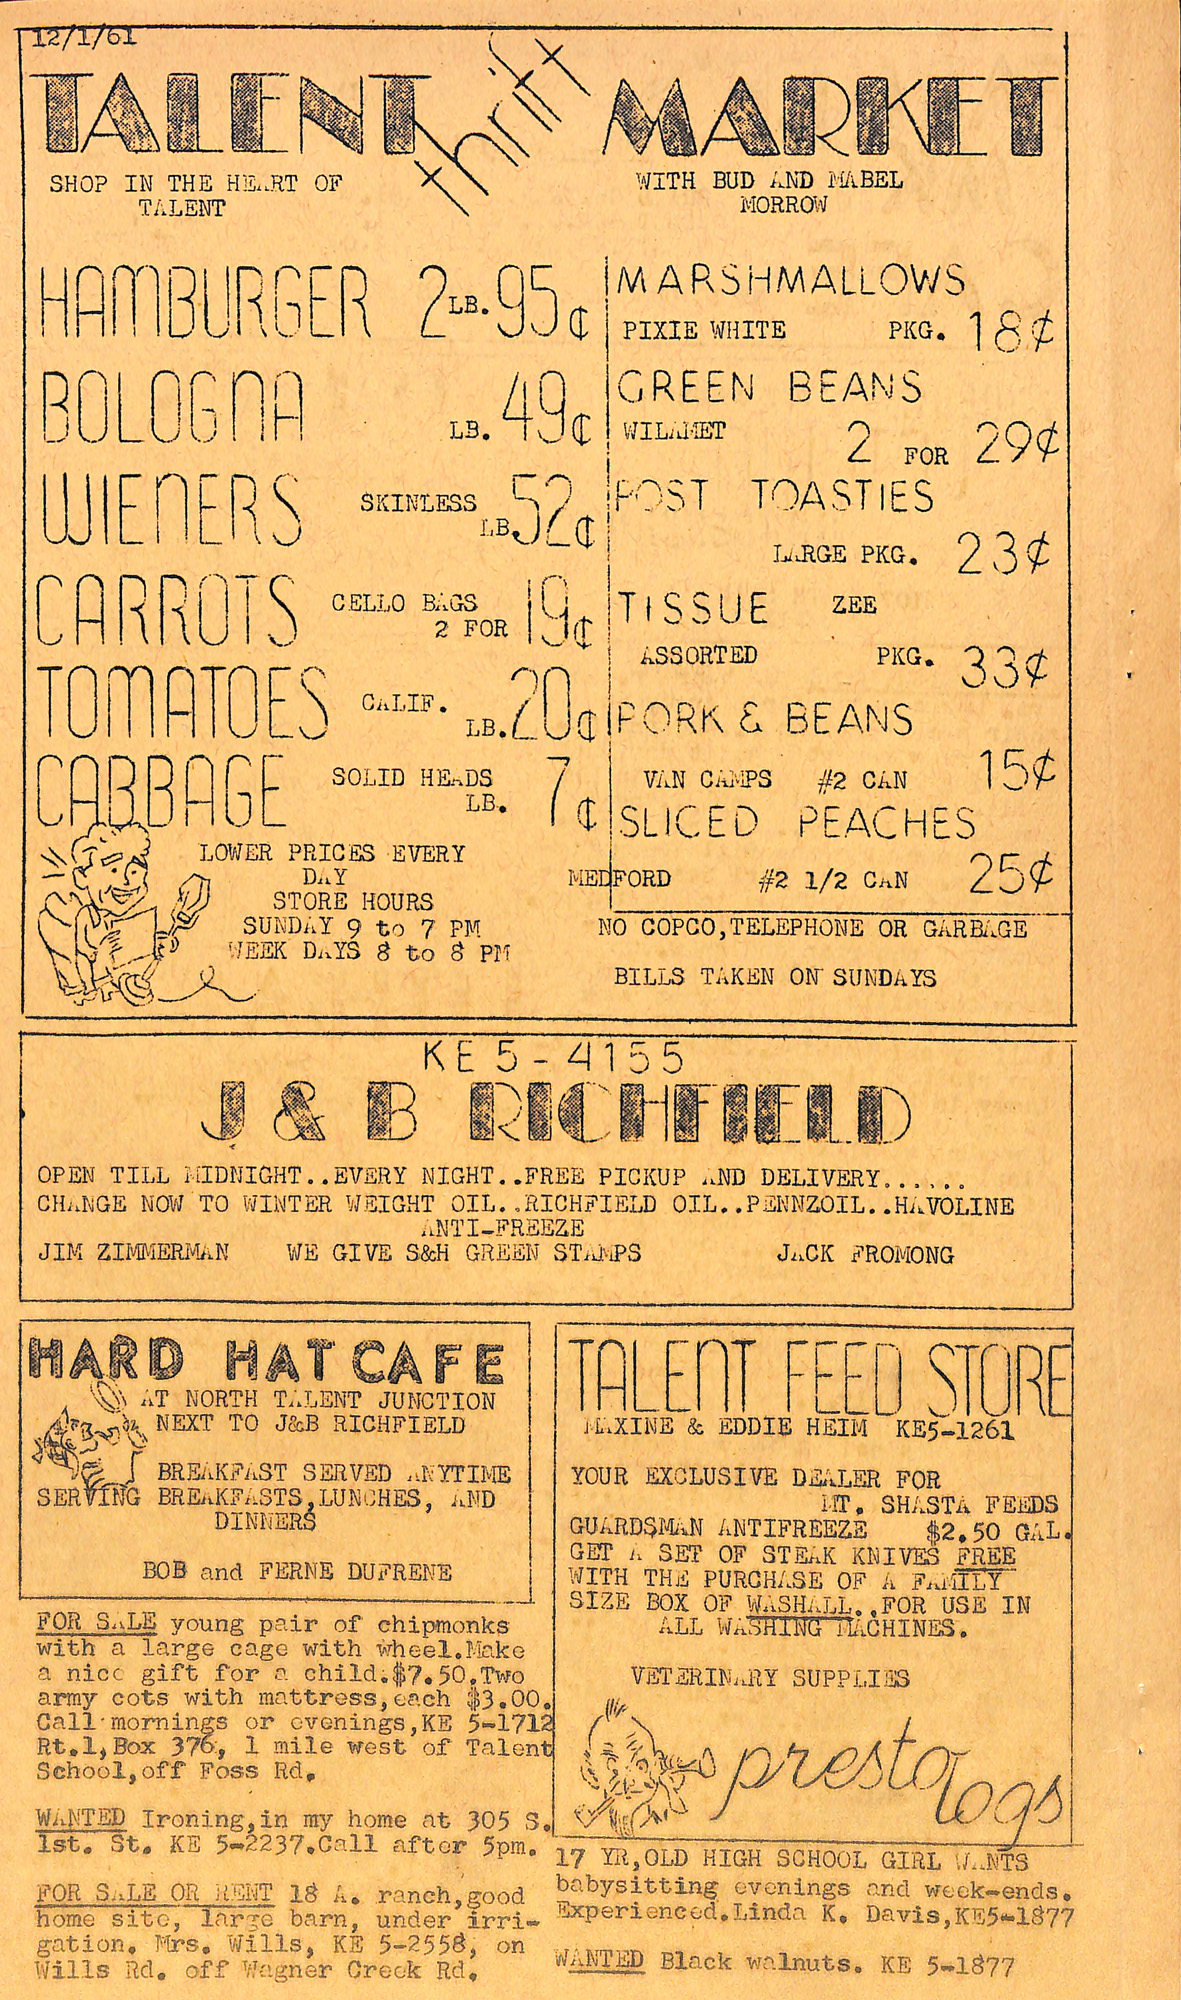 12/1/61
TALENT thrift MARKET
SHOP IN THE HEART OF
TALENT
WITH BUD AND MABEL
MORROW
HAMBURGER 2 LB. 95¢
BOLOGNA LB. 49¢
WIENERS SKINLESS LB. 52¢
CARROTS CELLO BAGS
2 FOR 19¢
TOMATOES CALIF. LB. 20¢
CABBAGE SOLID HEADS
LB. 7¢
LOWER PRICES EVERY
DAY
STORE HOURS
SUNDAY 9 to 7 PM
WEEK DAYS 8 to 8 PM
MARSHMALLOWS
PIXIE WHITE PKG. 18¢
GREEN BEANS
WILAMET 2 FOR 29¢
POST TOASTIES
LARGE PKG. 23¢
TISSUE ZEE
ASSORTED PKG. 33¢
PORK & BEANS
VAN CAMPS #2 CAN 15¢
SLICED PEACHES
MEDFORD #2 1/2 CAN 25¢
NO COPCO,TELEPHONE OR GARBAGE
BILLS TAKEN ON SUNDAYS
KE 5-4155
J & B RICHFIELD
OPEN TILL MIDNIGHT..EVERY NIGHT..FREE PICKUP AND DELIVERY......
CHANGE NOW TO WINTER WEIGHT OIL..RICHFIELD OIL..PENNZOIL..HAVOLINE
ANTI-FREEZE
JIM ZIMMERMAN WE GIVE S&H GREEN STAMPS JACK FROMONG
HARD HAT CAFE
AT NORTH TALENT JUNCTION
NEXT TO J&B RICHFIELD
BREAKFAST SERVED ANYTIME
SERVING BREAKFASTS,LUNCHES, AND
DINNERS
BOB and FERNE DUFRENE
FOR SALE young pair of chipmonks
with a large cage with wheel.Make
a nice gift for a child.$7.50.Two
army cots with mattress,each $3.00.
Call mornings or evenings,KE 5-1712
Rt.1,Box 376, 1 mile west of Talent
School,off Foss Rd.
WANTED Ironing,in my home at 305 S.
1st. St. KE 5-2237.Call after 5pm.
FOR SALE OR RENT 18 A. ranch,good
home site, large barn, under irri-
gation. Mrs. Wills, KE 5-2558, on
Wills Rd. off Wagner Creek Rd.
TALENT FEED STORE
MAXINE & EDDIE HEIM KE5-1261
YOUR EXCLUSIVE DEALER FOR
MT. SHASTA FEEDS
GUARDSMAN ANTIFREEZE $2.50 GAL.
GET A SET OF STEAK KNIVES FREE
WITH THE PURCHASE OF A FAMILY
SIZE BOX OF WASHALL..FOR USE IN
ALL WASHING MACHINES.
VETERINARY SUPPLIES
presto logs
17 YR,OLD HIGH SCHOOL GIRL WANTS
babysitting evenings and week-ends.
Experienced.Linda K. Davis,KE5-1877
WANTED Black walnuts. KE 5-1877